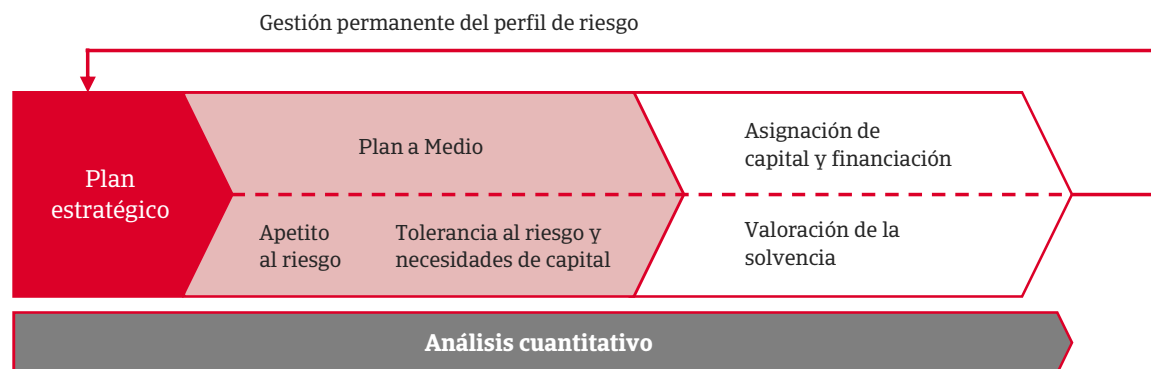 Gestión permanente del perfil de riesgo
Plan
estratégico
Plan a Medio
Apetito
al riesgo
Tolerancia al riesgo y
necesidades de capital
Asignación de
capital y financiación
Valoración de la
solvencia
Análisis cuantitativo